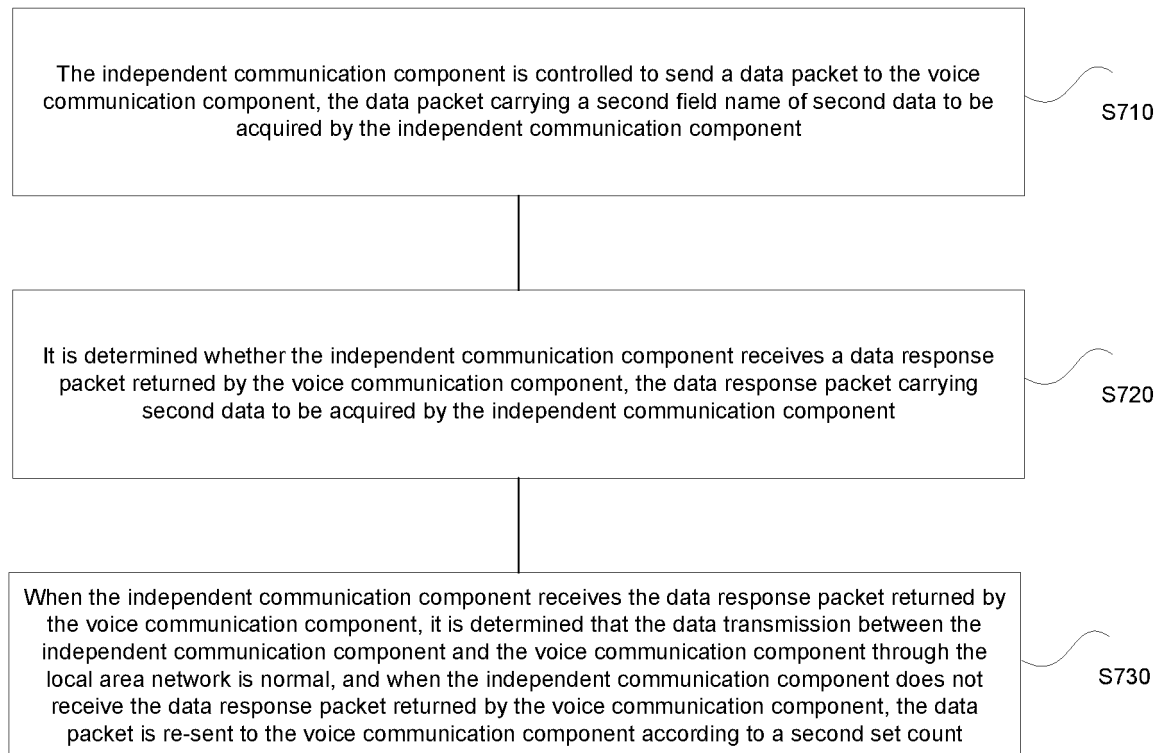 The independent communication component is controlled to send a data packet to the voice
communication component, the data packet carrying a second field name of second data to be
acquired by the independent communication component
S710
It is determined whether the independent communication component receives a data response
packet returned by the voice communication component, the data response packet carrying
second data to be acquired by the independent communication component
S720
When the independent communication component receives the data response packet returned by
the voice communication component, it is determined that the data transmission between the
independent communication component and the voice communication component through the
local area network is normal, and when the independent communication component does not
receive the data response packet returned by the voice communication component, the data
packet is re-sent to the voice communication component according to a second set count
S730